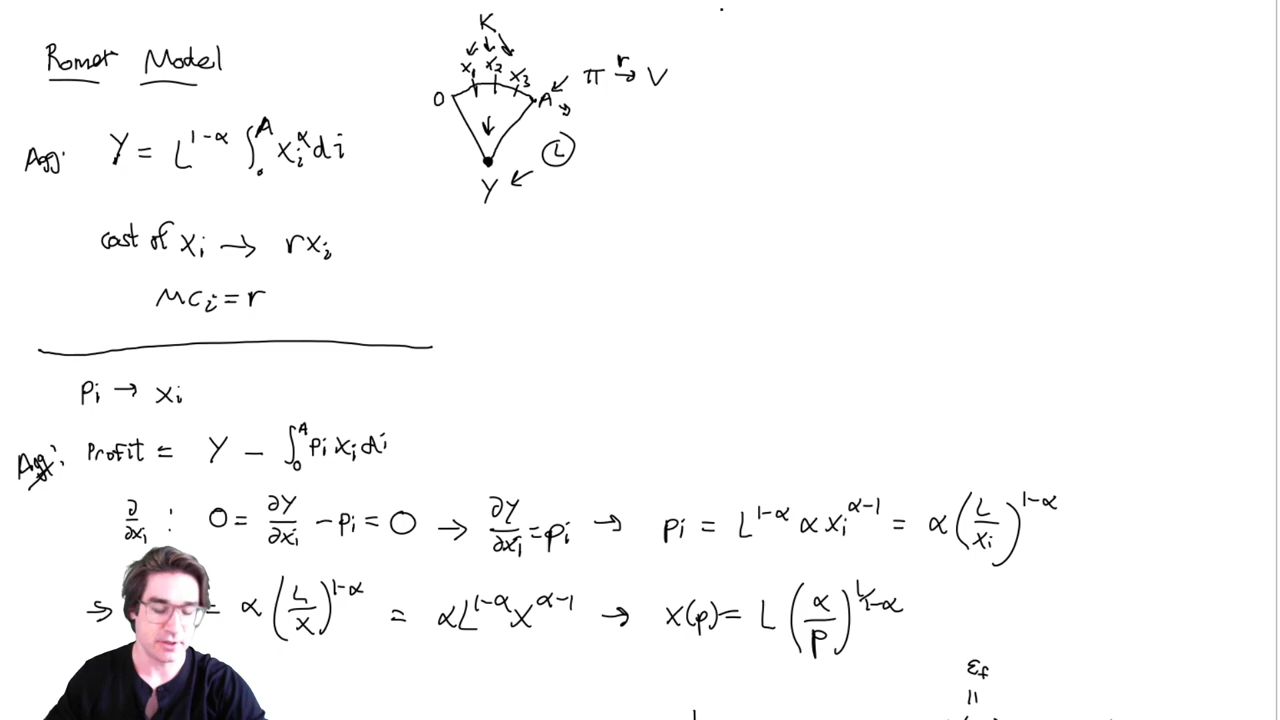 Romer Model
K
x₁ x₂ x₃
O A π r→ V
Agg: Y = L^{1-α} ∫₀^A xᵢ^α di
L
Y
cost of xᵢ → rxᵢ
MCᵢ = r
Pᵢ → xᵢ
Agg: Profit = Y - ∫₀^A Pᵢ xᵢ di
∂/∂xᵢ : 0 = ∂Y/∂xᵢ - Pᵢ = 0 → ∂Y/∂xᵢ = Pᵢ → Pᵢ = L^{1-α} α xᵢ^{α-1} = α (L/xᵢ)^{1-α}
⇒ = α (L/x)^{1-α} = αL^{1-α} x^{α-1} → x(p) = L (α/p)^{1/1-α}
ε_f